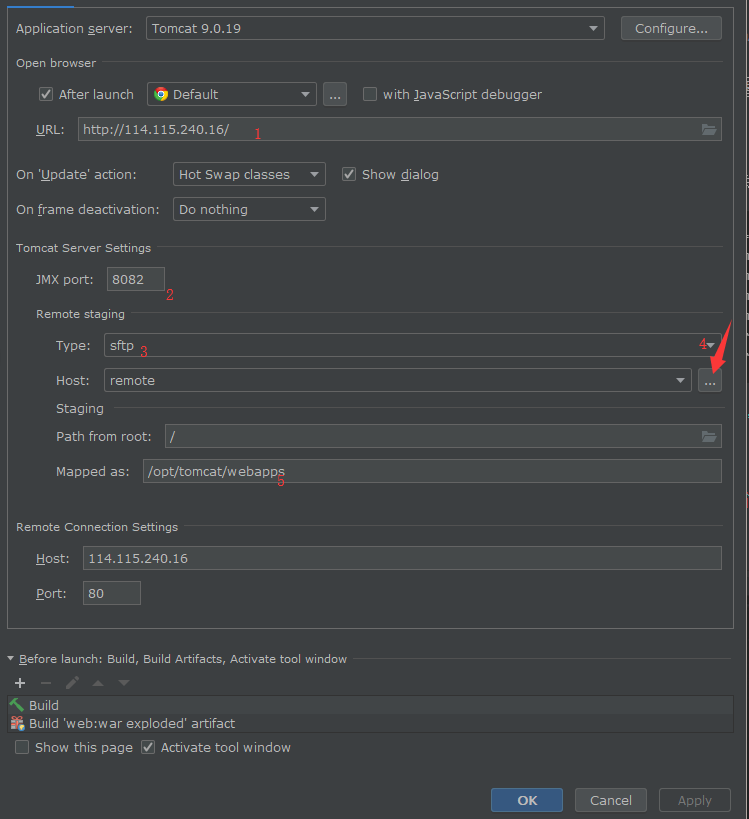 Application server: Tomcat 9.0.19 Configure...
Open browser
After launch Default ... with JavaScript debugger
URL: http://114.115.240.16/ 1
On 'Update' action: Hot Swap classes Show dialog
On frame deactivation: Do nothing
Tomcat Server Settings
JMX port: 8082 2
Remote staging
Type: sftp 3 4
Host: remote ...
Staging
Path from root: /
Mapped as: /opt/tomcat/webapps 5
Remote Connection Settings
Host: 114.115.240.16
Port: 80
Before launch: Build, Build Artifacts, Activate tool window
Build
Build 'web:war exploded' artifact
Show this page Activate tool window
OK Cancel Apply